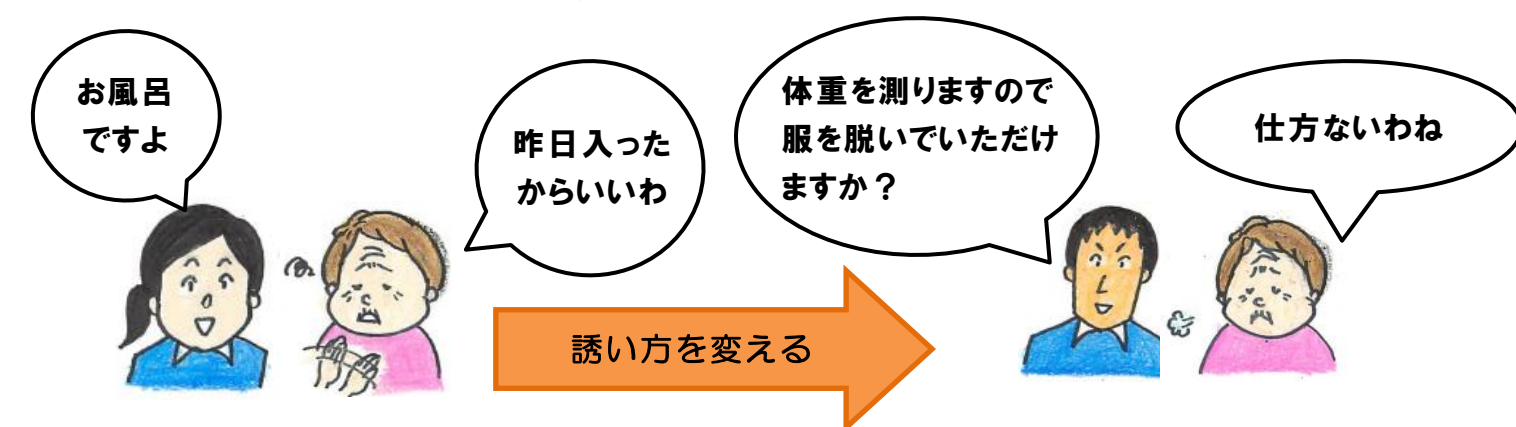 お風呂
ですよ
昨日入った
からいいわ
誘い方を変える
体重を測りますので
服を脱いでいただけ
ますか？
仕方ないわね